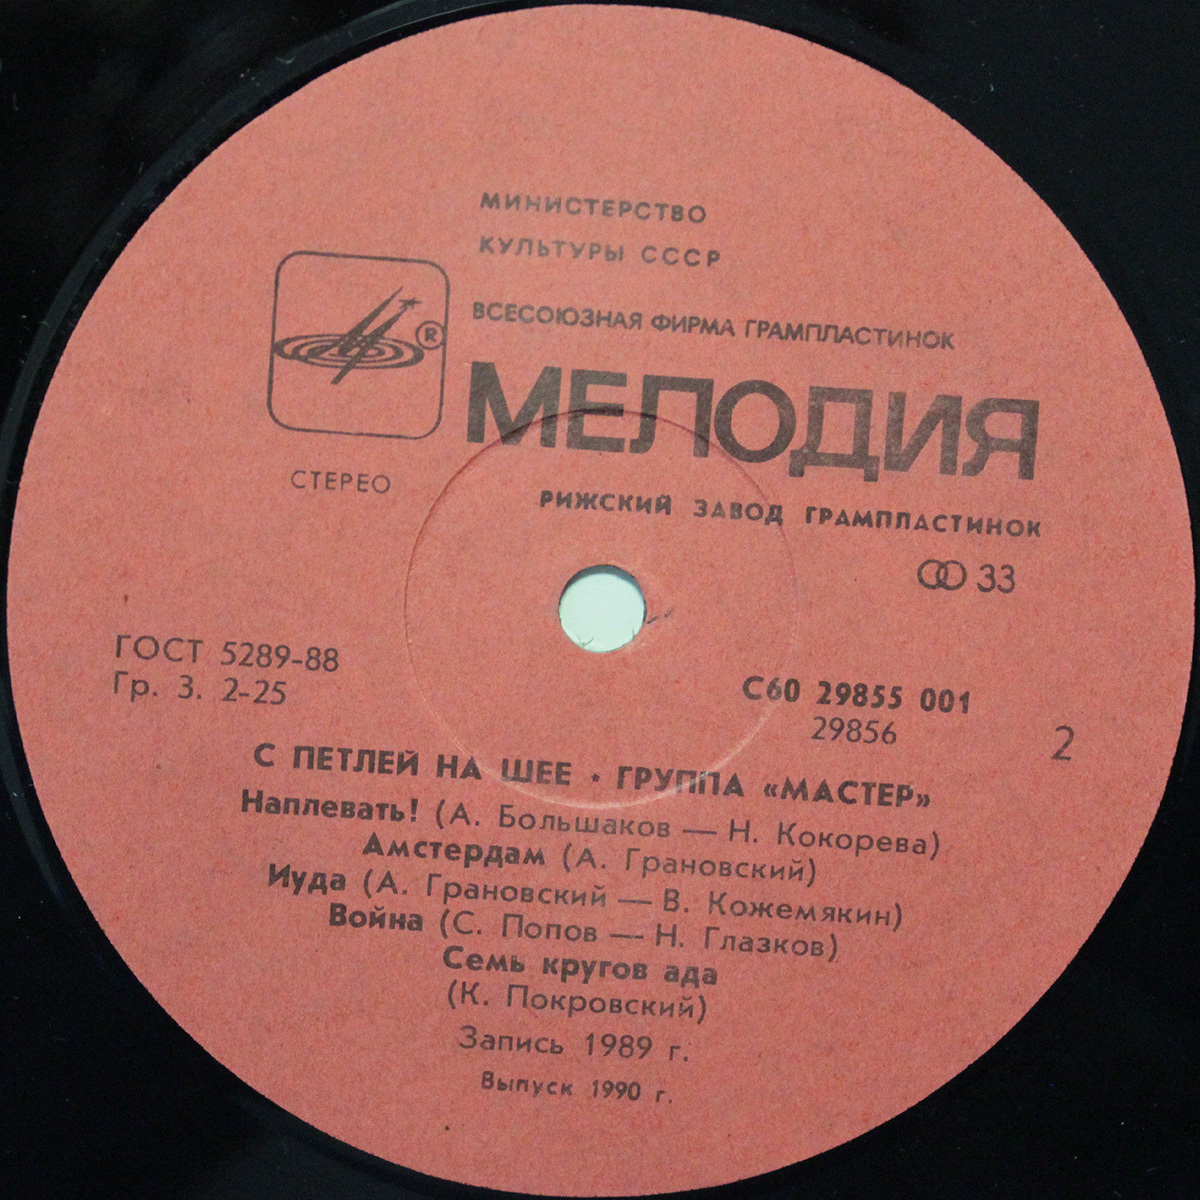 МИНИСТЕРСТВО
КУЛЬТУРЫ СССР
ВСЕСОЮЗНАЯ ФИРМА ГРАМПЛАСТИНОК
®
МЕЛОДИЯ
СТЕРЕО
РИЖСКИЙ ЗАВОД ГРАМПЛАСТИНОК
33
ГОСТ 5289-88
Гр. 3. 2-25
С60 29855 001
29856
2
С ПЕТЛЕЙ НА ШЕЕ • ГРУППА «МАСТЕР»
Наплевать! (А. Большаков — Н. Кокорева)
Амстердам (А. Грановский)
Иуда (А. Грановский — В. Кожемякин)
Война (С. Попов — Н. Глазков)
Семь кругов ада
(К. Покровский)
Запись 1989 г.
Выпуск 1990 г.